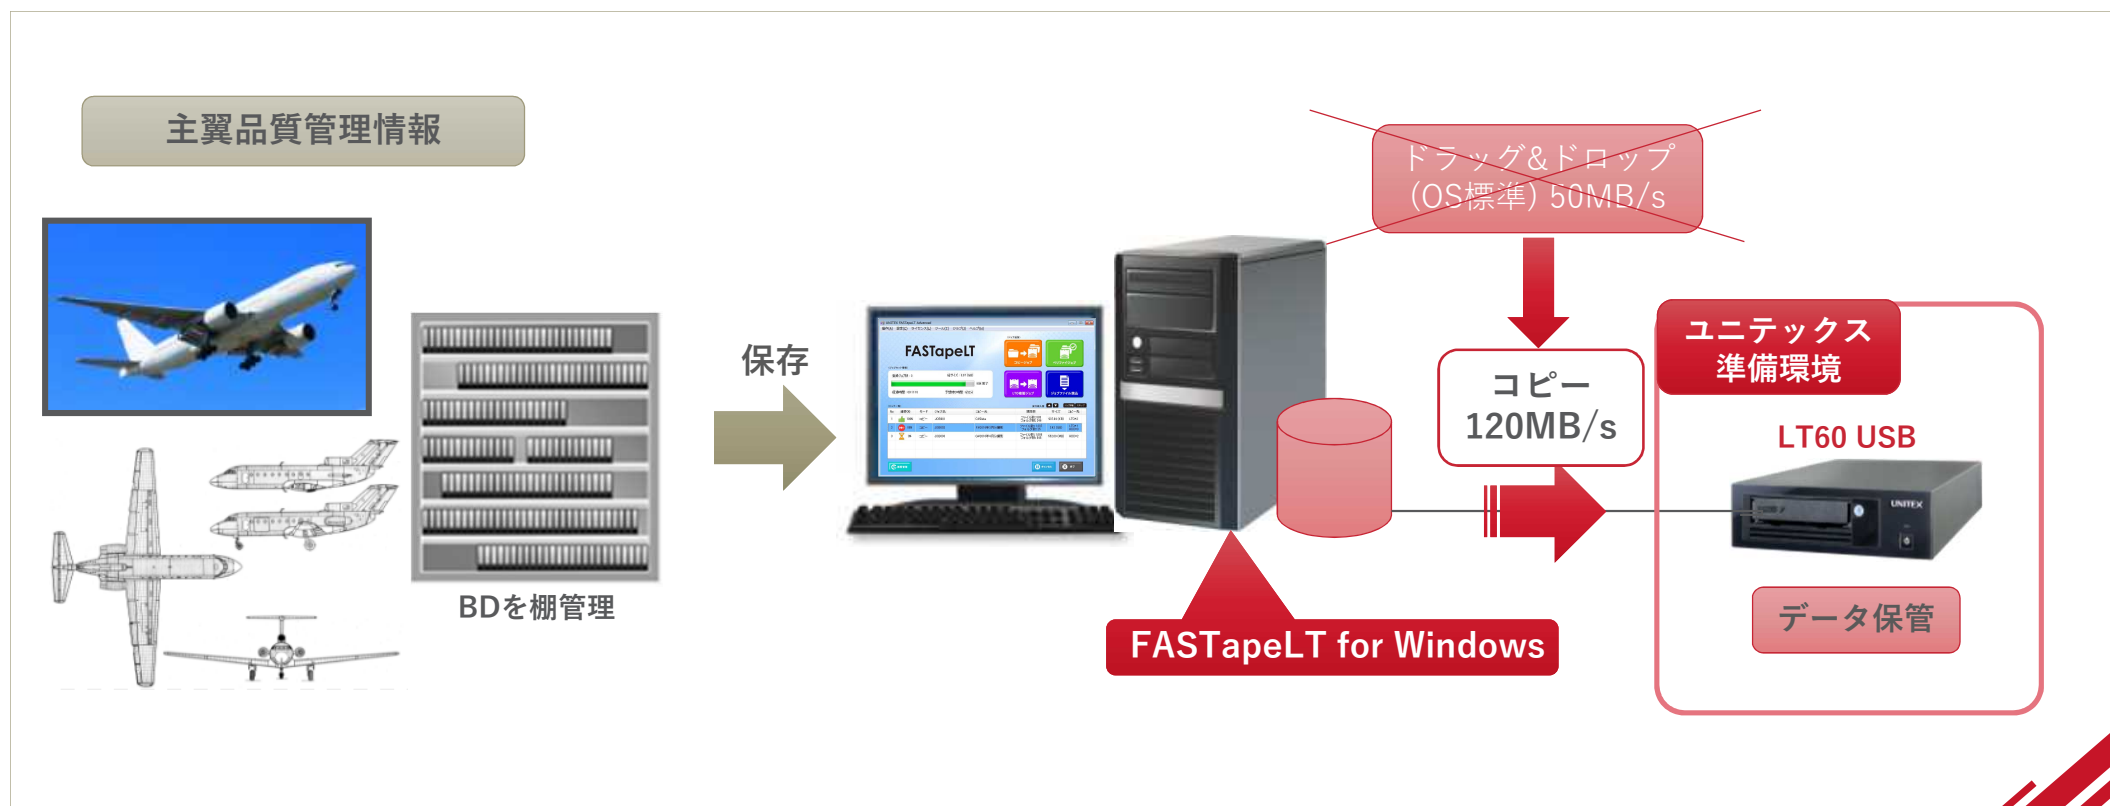 主翼品質管理情報
BDを棚管理
保存
FASTapeLT
ドラッグ&ドロップ
(OS標準) 50MB/s
コピー
120MB/s
FASTapeLT for Windows
ユニテックス
準備環境
LT60 USB
UNITEX
データ保管